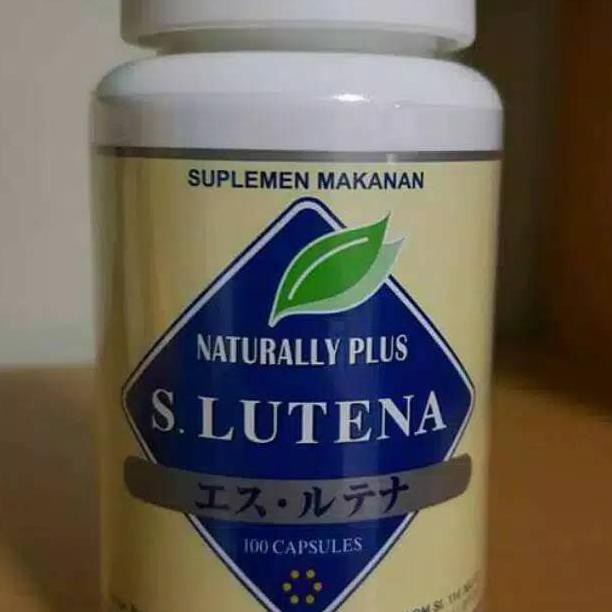 SUPLEMEN MAKANAN
NATURALLY PLUS
S. LUTENA
エス・ルテナ
100 CAPSULES